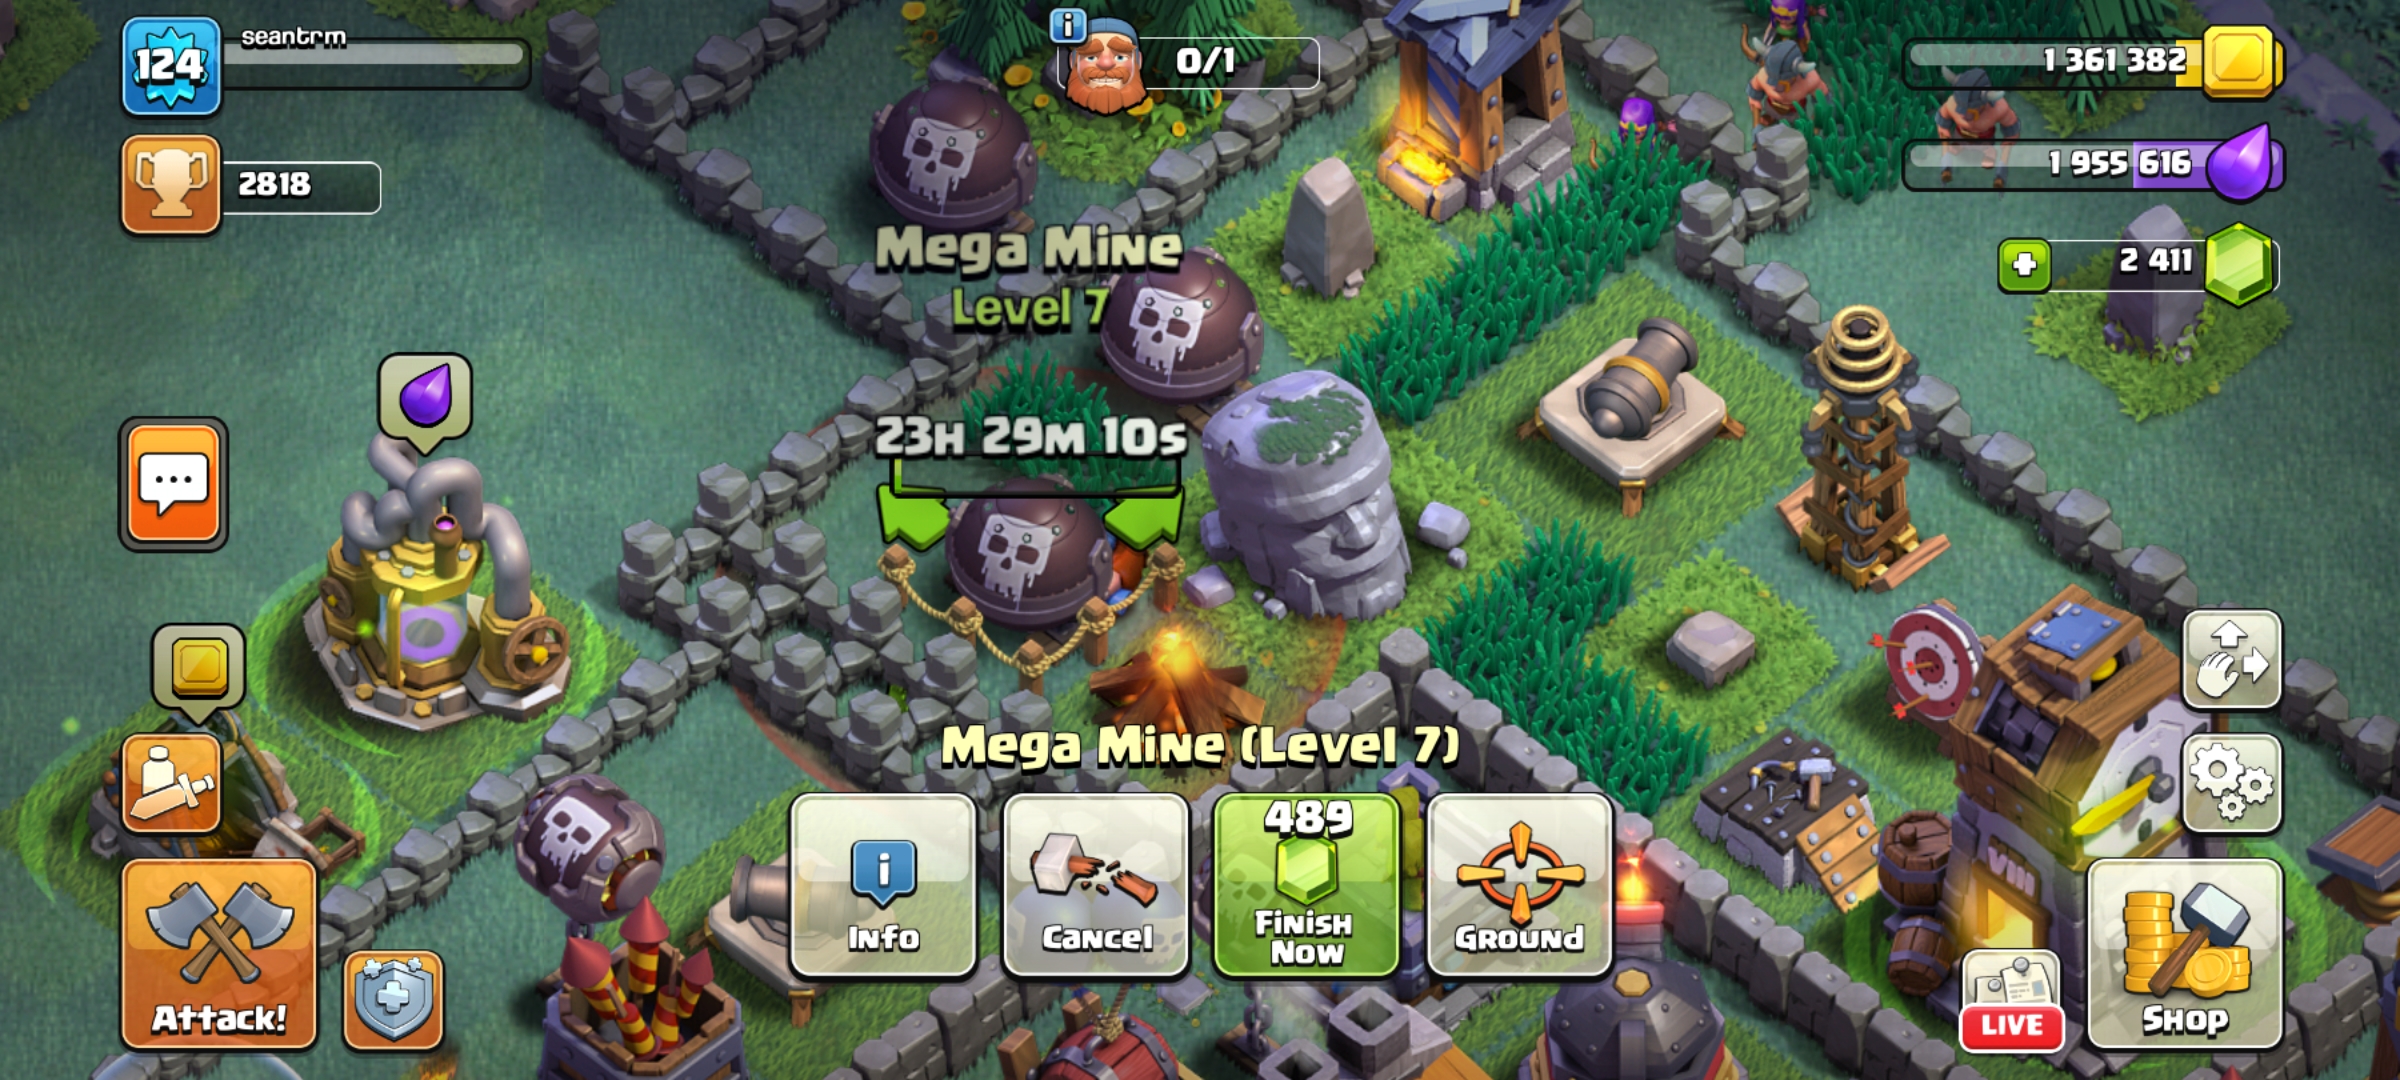 124
seantrm
0/1
1 361 382
2818
1 955 616
2 411
Mega Mine
Level 7
23H 29M 10S
Mega Mine (Level 7)
Info
Cancel
489
Finish
Now
Ground
VIII
Attack!
LIVE
Shop